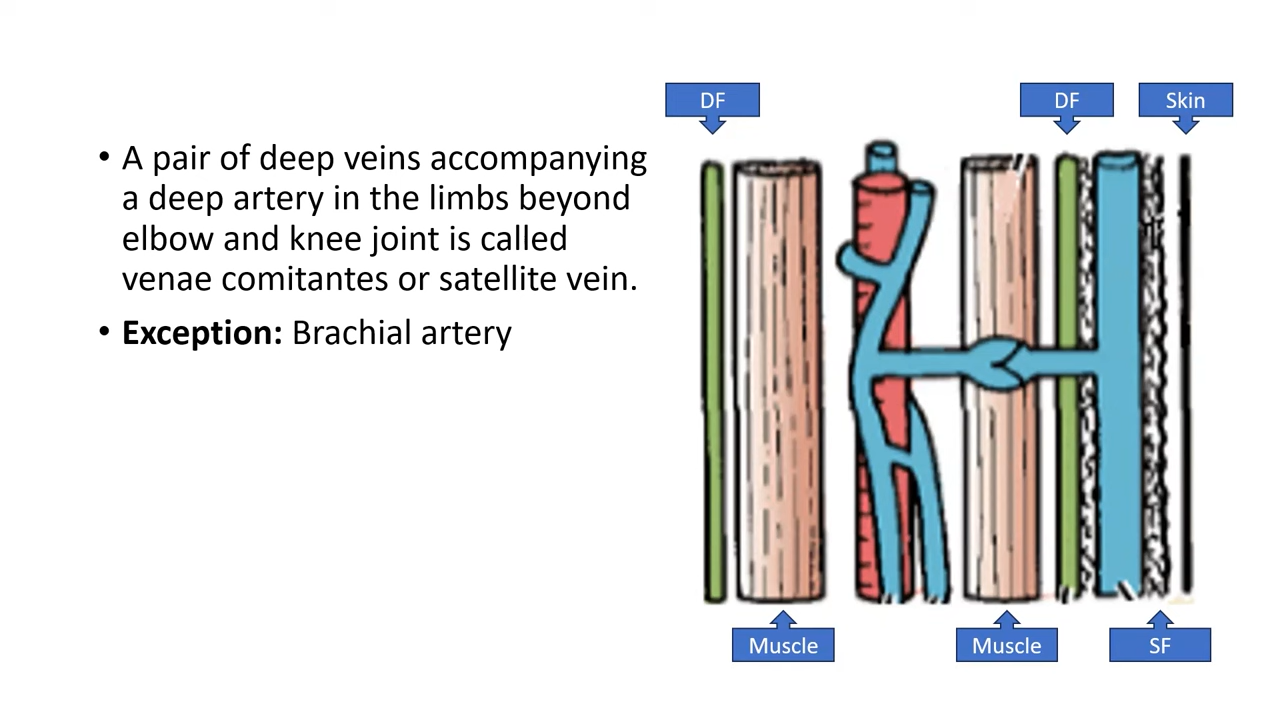 DF
DF
Skin
• A pair of deep veins accompanying
a deep artery in the limbs beyond
elbow and knee joint is called
venae comitantes or satellite vein.
• Exception: Brachial artery
Muscle
Muscle
SF